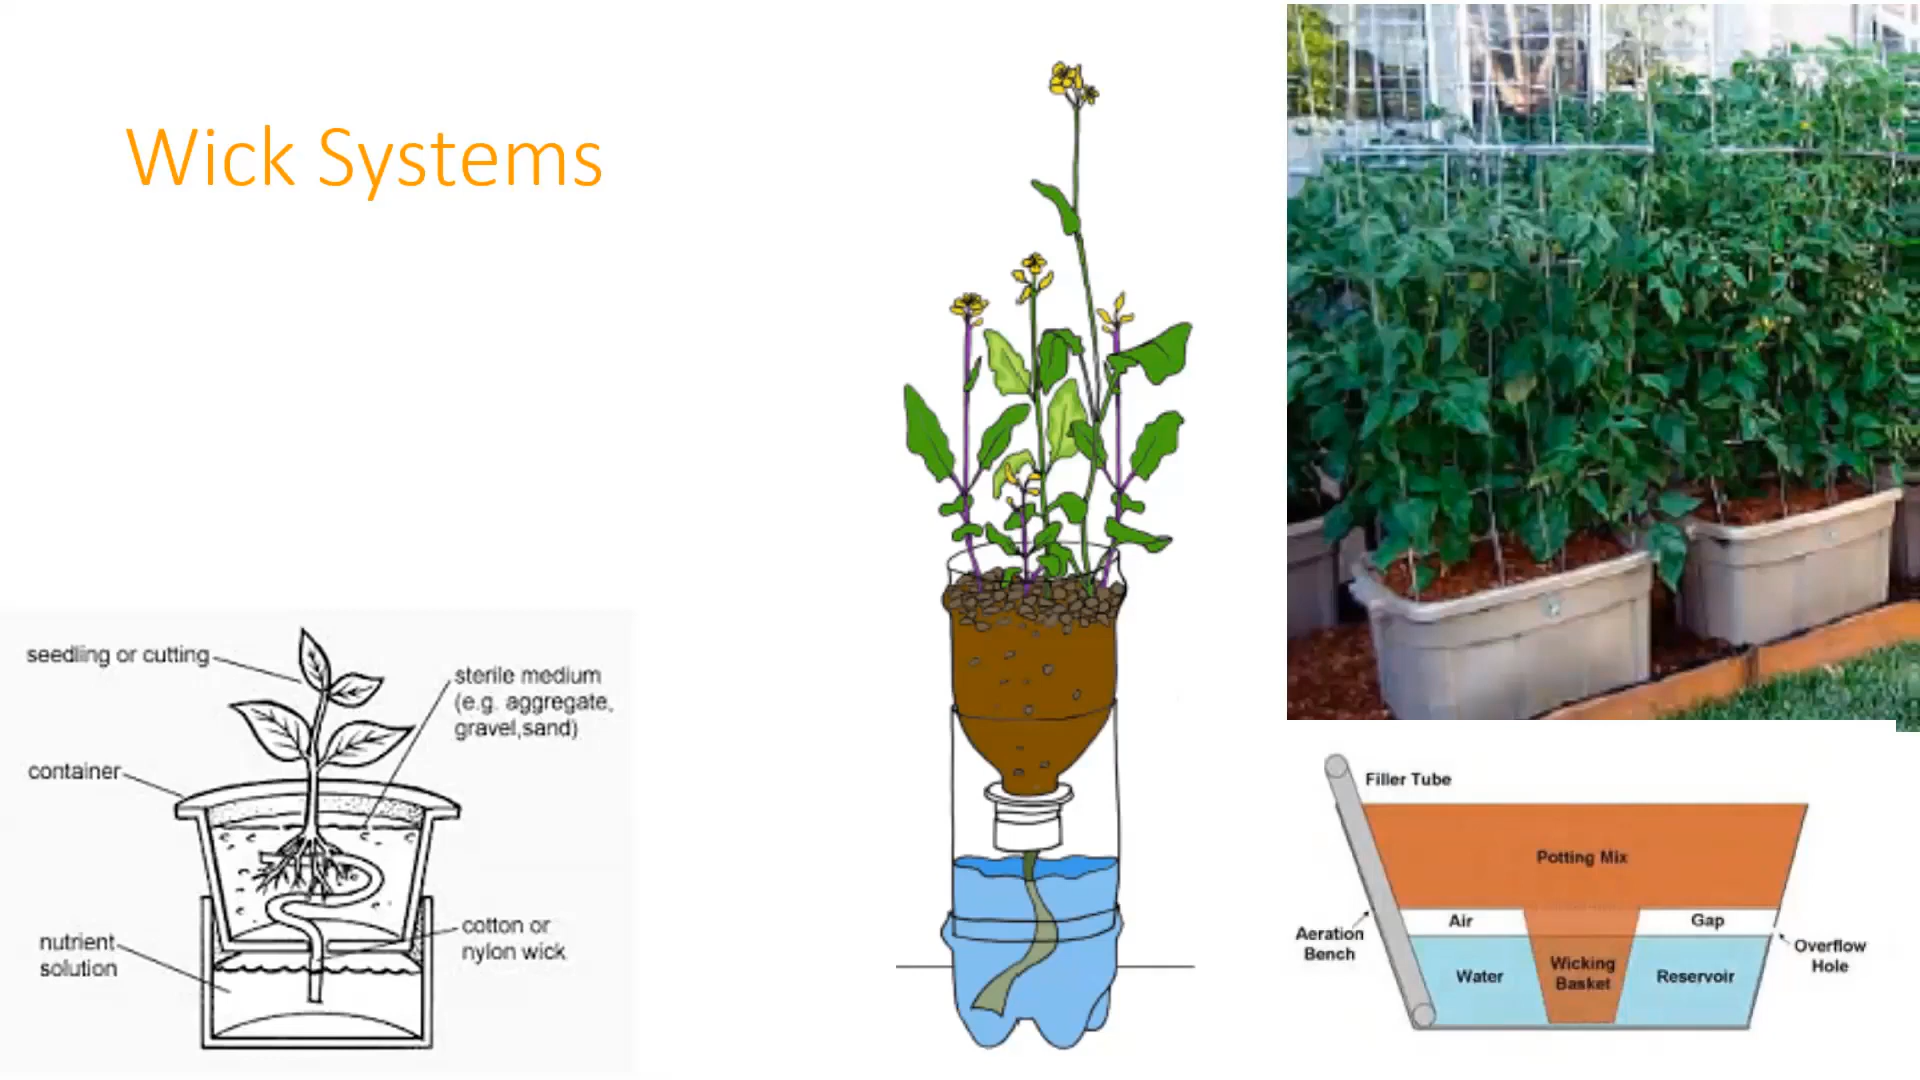 Wick Systems
seedling or cutting
sterile medium
(e.g. aggregate,
gravel,sand)
container
nutrient
solution
cotton or
nylon wick
Filler Tube
Potting Mix
Air
Gap
Aeration
Bench
Overflow
Hole
Water
Wicking
Basket
Reservoir